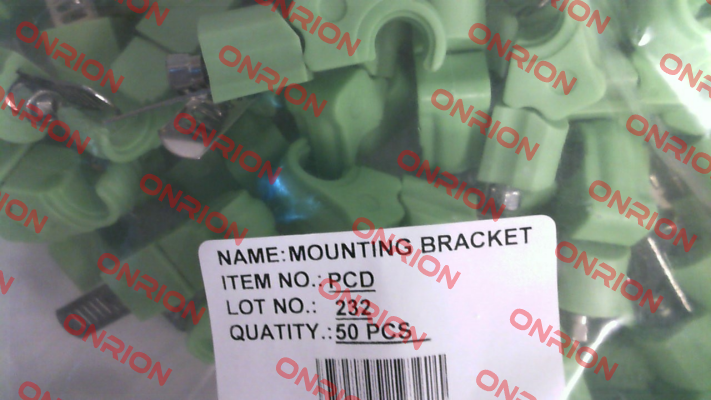 NAME:MOUNTING BRACKET
ITEM NO.: PCD
LOT NO.: 232
QUATITY.:50 PCS
ONRION